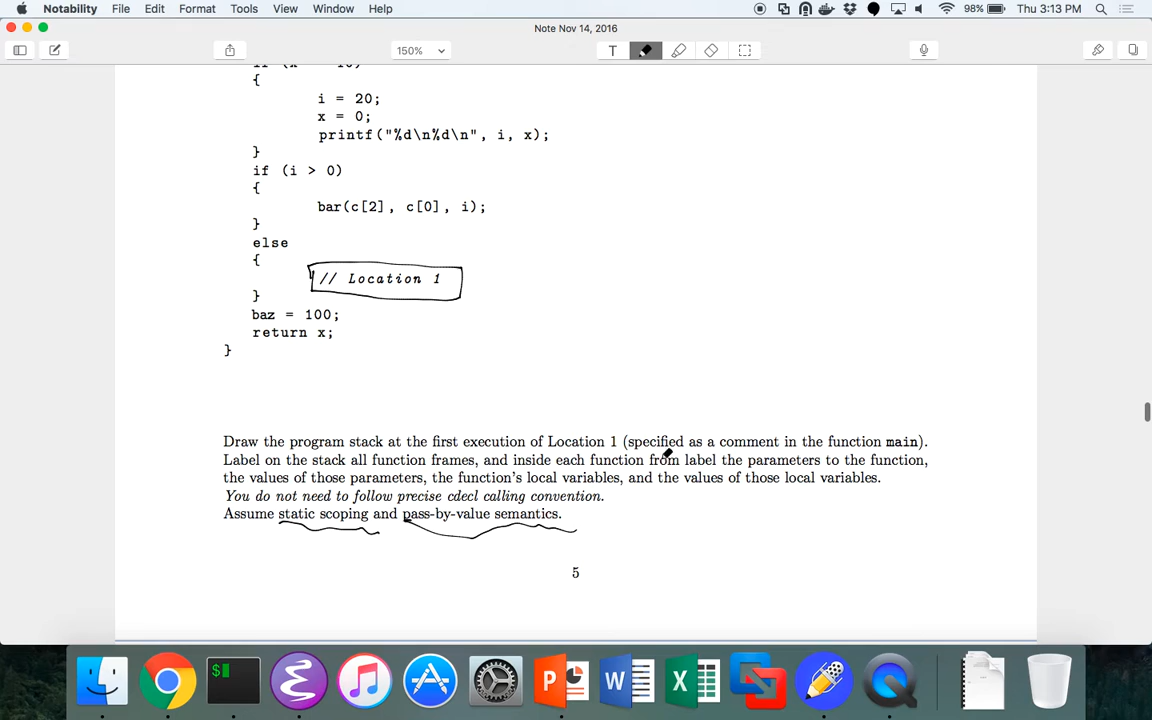 Notability File Edit Format Tools View Window Help 98% Thu 3:13 PM
Note Nov 14, 2016
150% T
{
i = 20;
x = 0;
printf("%d\n%d\n", i, x);
}
if (i > 0)
{
bar(c[2], c[0], i);
}
else
{
// Location 1
}
baz = 100;
return x;
}
Draw the program stack at the first execution of Location 1 (specified as a comment in the function main).
Label on the stack all function frames, and inside each function from label the parameters to the function,
the values of those parameters, the function's local variables, and the values of those local variables.
You do not need to follow precise cdecl calling convention.
Assume static scoping and pass-by-value semantics.
5
$ P W X